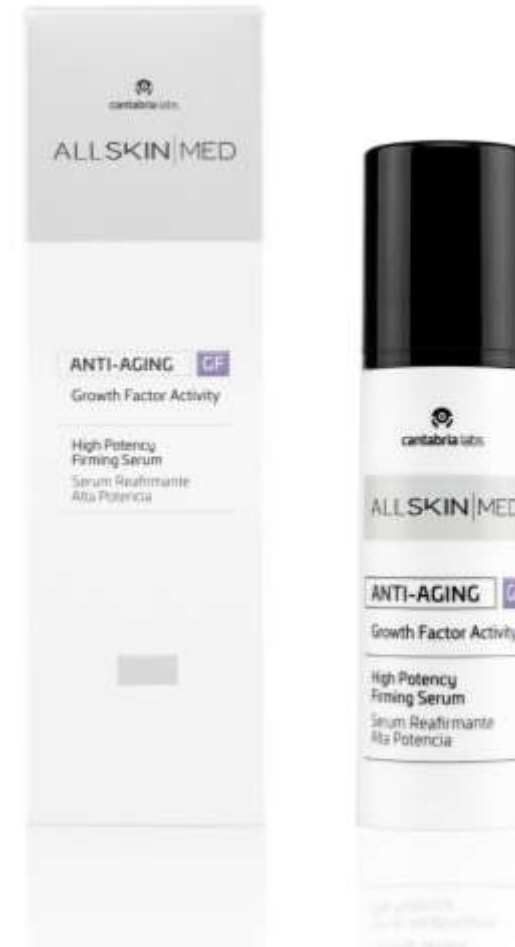 cantabria labs
ALLSKIN|MED
ANTI-AGING GF
Growth Factor Activity
High Potency
Firming Serum
Serum Reafirmante
Alta Potencia
cantabria labs
ALLSKIN|MED
ANTI-AGING
Growth Factor Activity
High Potency
Firming Serum
Serum Reafirmante
Alta Potencia